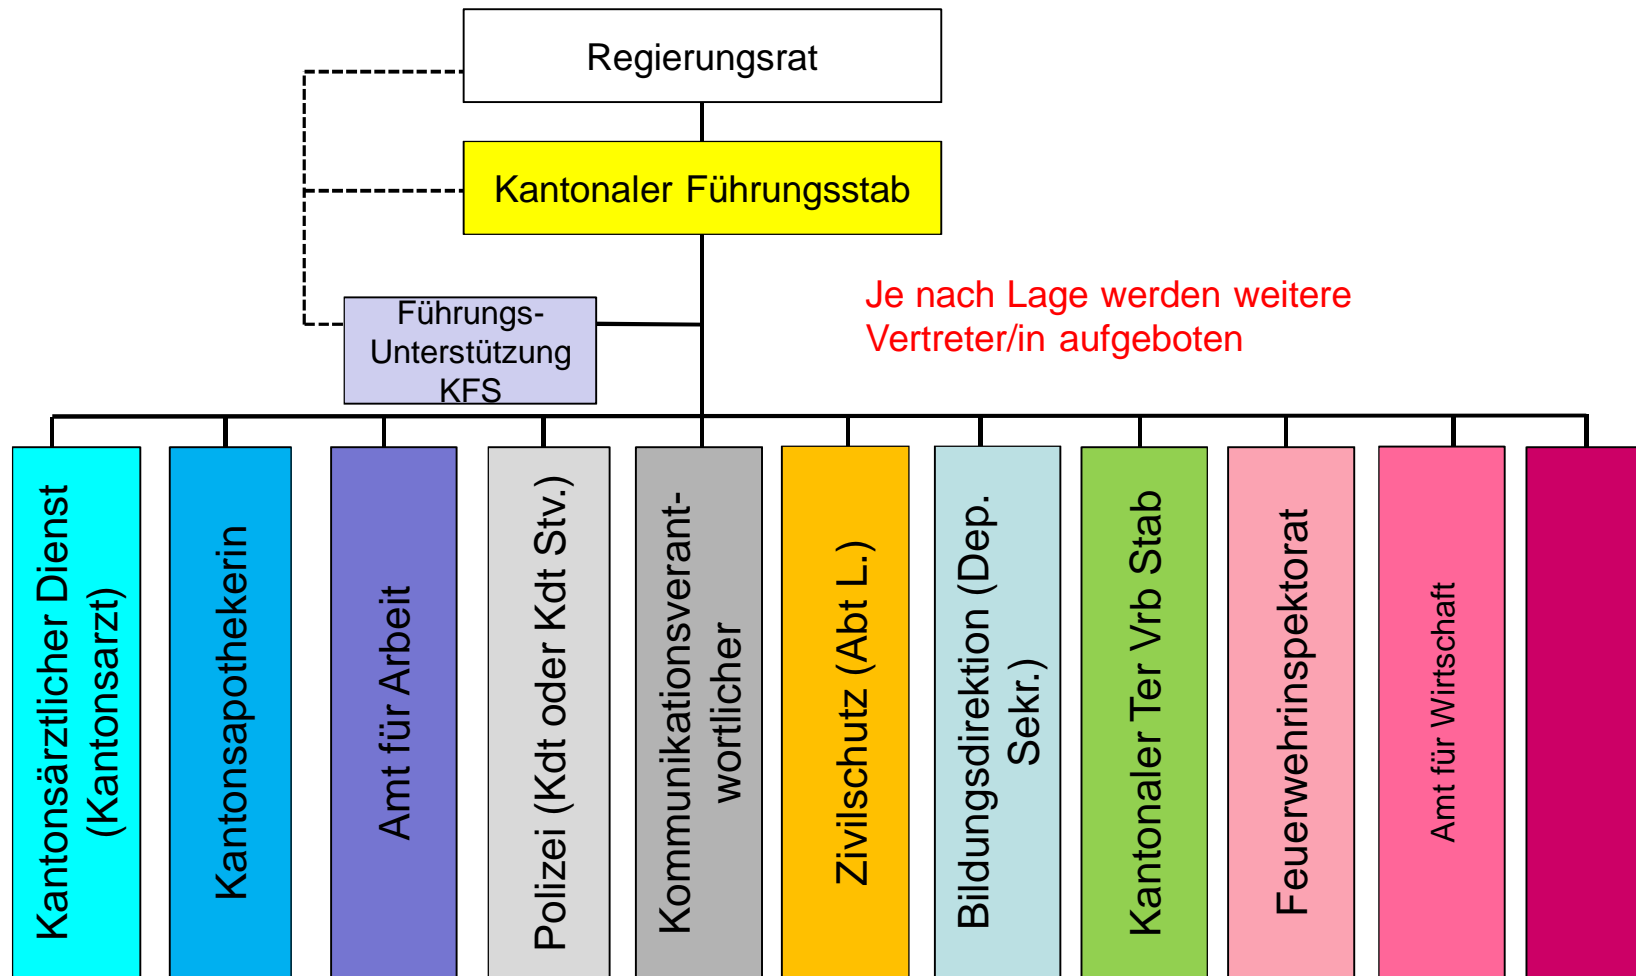 Regierungsrat
Kantonaler Führungsstab
Führungs-
Unterstützung
KFS
Je nach Lage werden weitere
Vertreter/in aufgeboten
Kantonsärztlicher Dienst
(Kantonsarzt)
Kantonsapothekerin
Amt für Arbeit
Polizei (Kdt oder Kdt Stv.)
Kommunikationsverant-
wortlicher
Zivilschutz (Abt L.)
Bildungsdirektion (Dep.
Sekr.)
Kantonaler Ter Vrb Stab
Feuerwehrinspektorat
Amt für Wirtschaft